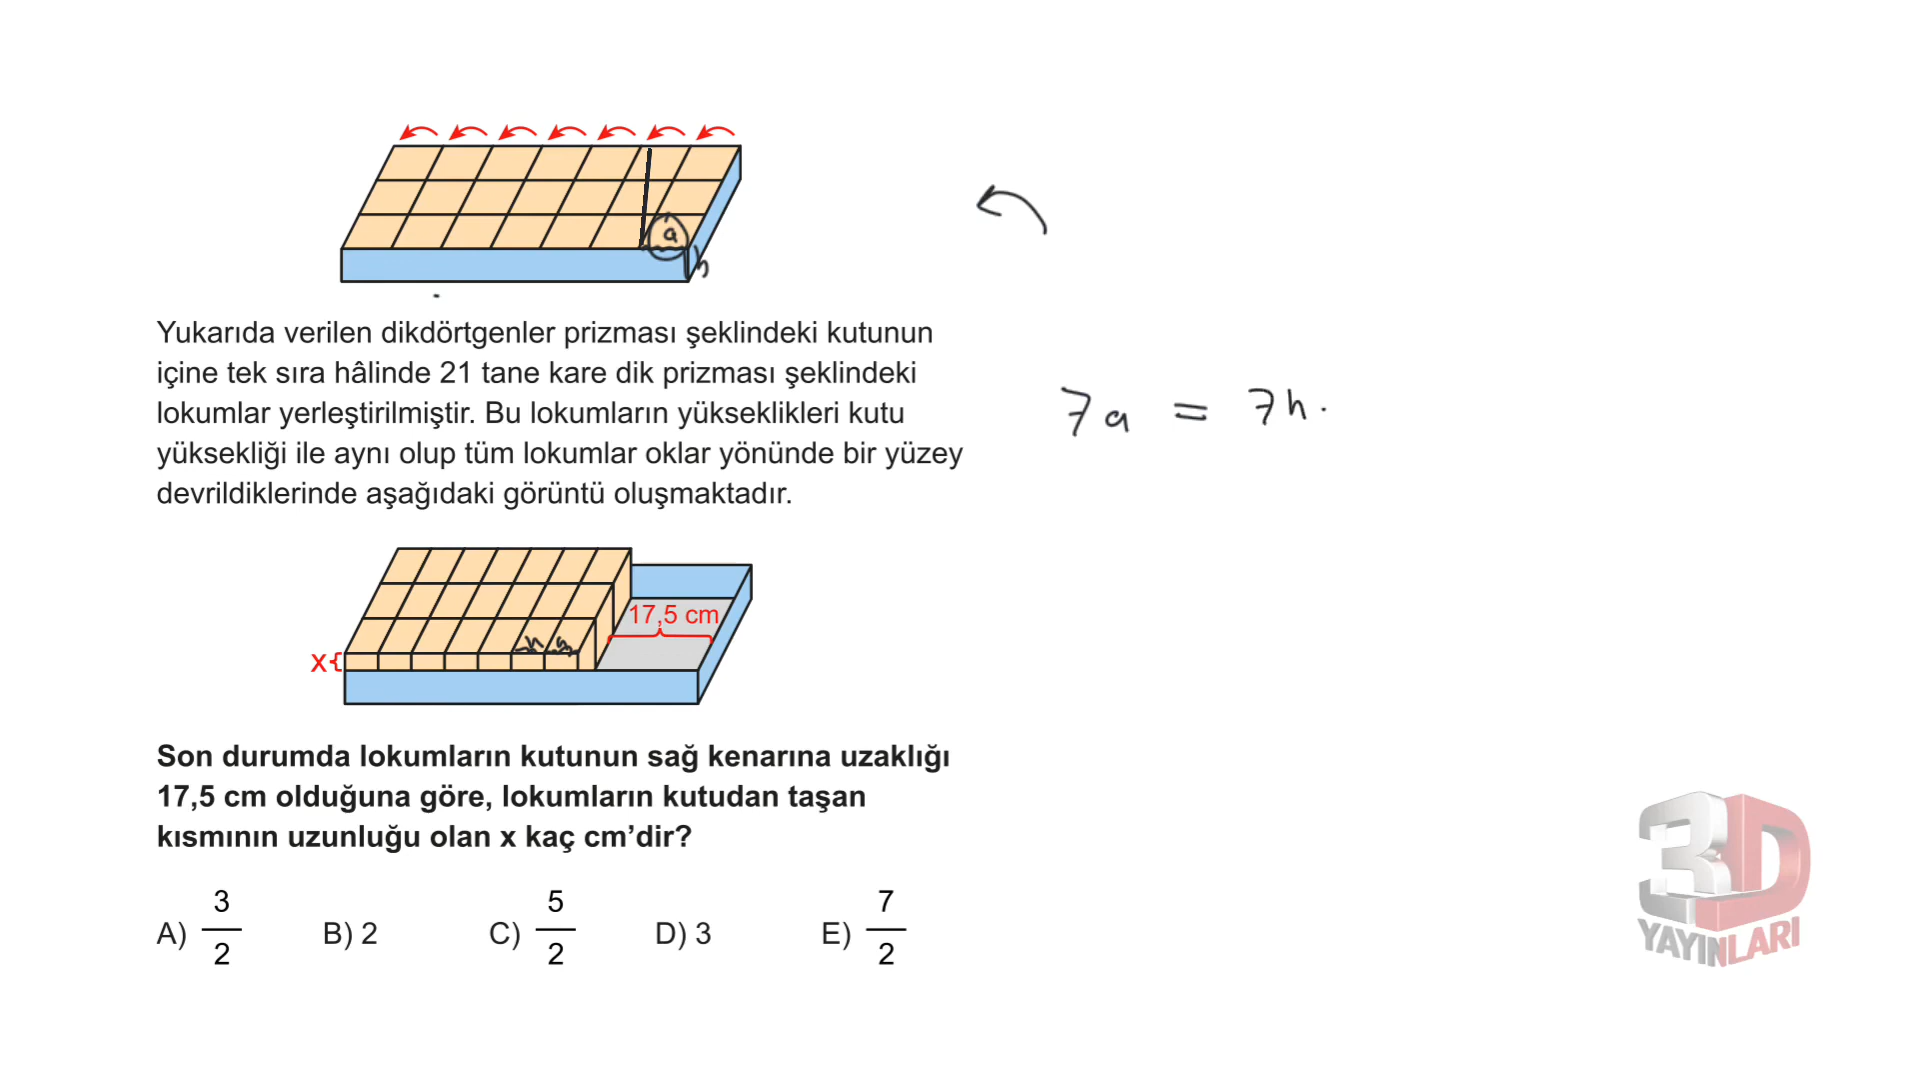 a
h
Yukarıda verilen dikdörtgenler prizması şeklindeki kutunun
içine tek sıra hâlinde 21 tane kare dik prizması şeklindeki
lokumlar yerleştirilmiştir. Bu lokumların yükseklikleri kutu
yüksekliği ile aynı olup tüm lokumlar oklar yönünde bir yüzey
devrildiklerinde aşağıdaki görüntü oluşmaktadır.
7a = 7h.
17,5 cm
h
x{
Son durumda lokumların kutunun sağ kenarına uzaklığı
17,5 cm olduğuna göre, lokumların kutudan taşan
kısmının uzunluğu olan x kaç cm’dir?
A) 3/2 B) 2 C) 5/2 D) 3 E) 7/2
3D
YAYINLARI